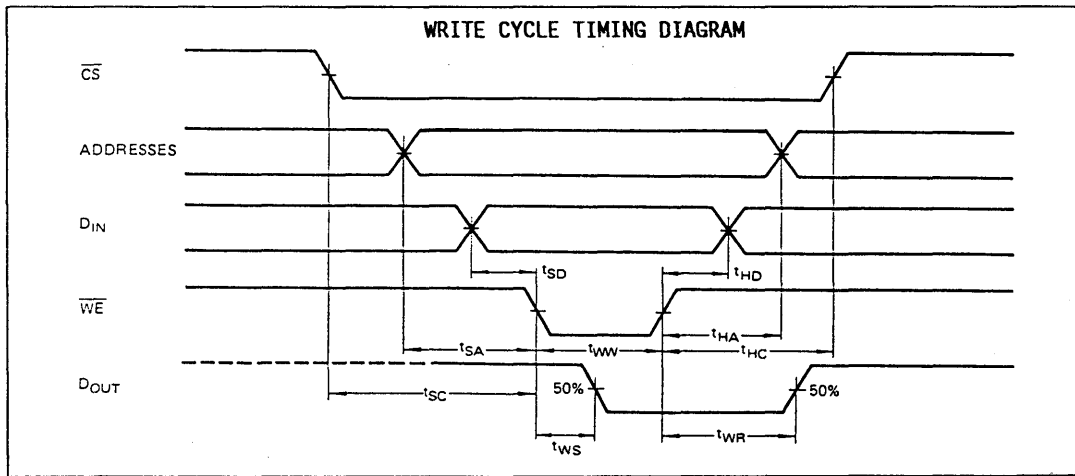 WRITE CYCLE TIMING DIAGRAM
CS
ADDRESSES
DIN
tSD
tHD
WE
tSA
tWW
tHA
tHC
DOUT
tSC
50%
50%
tWS
tWR